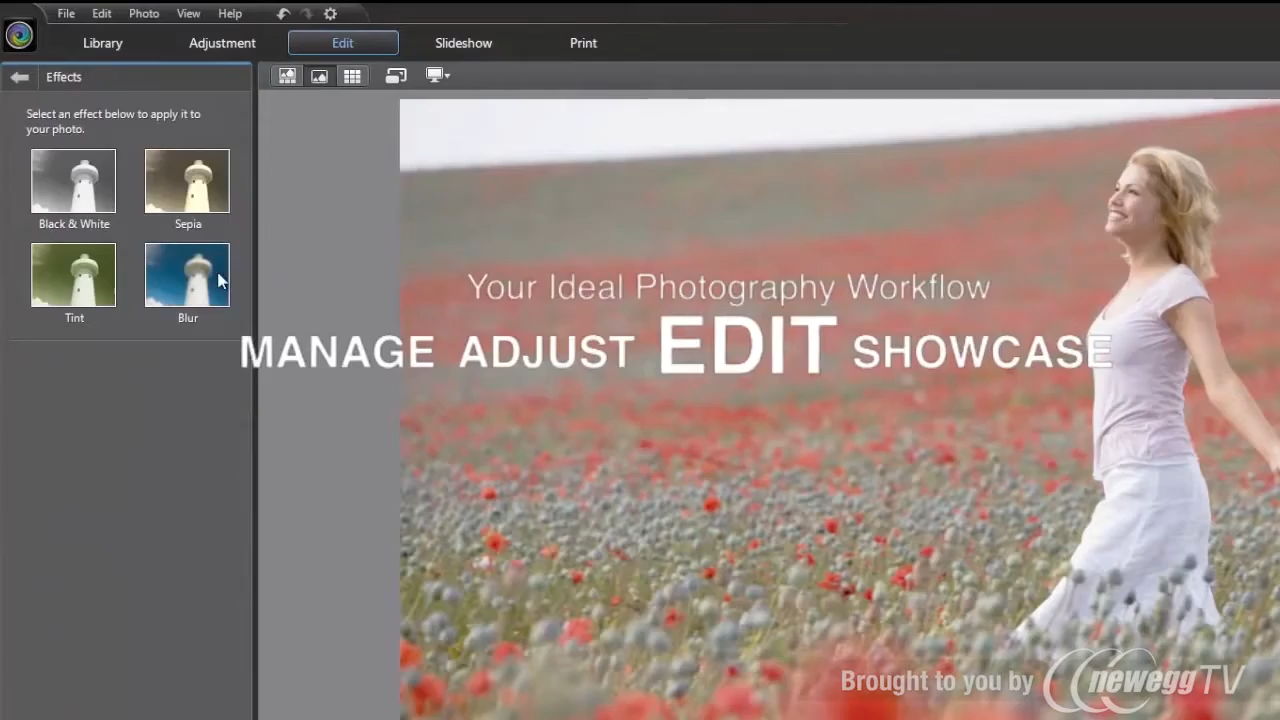 File Edit Photo View Help
Library Adjustment Edit Slideshow Print
Effects
Select an effect below to apply it to
your photo.
Black & White Sepia
Tint Blur
Your Ideal Photography Workflow
MANAGE ADJUST EDIT SHOWCASE
Brought to you by newegg TV